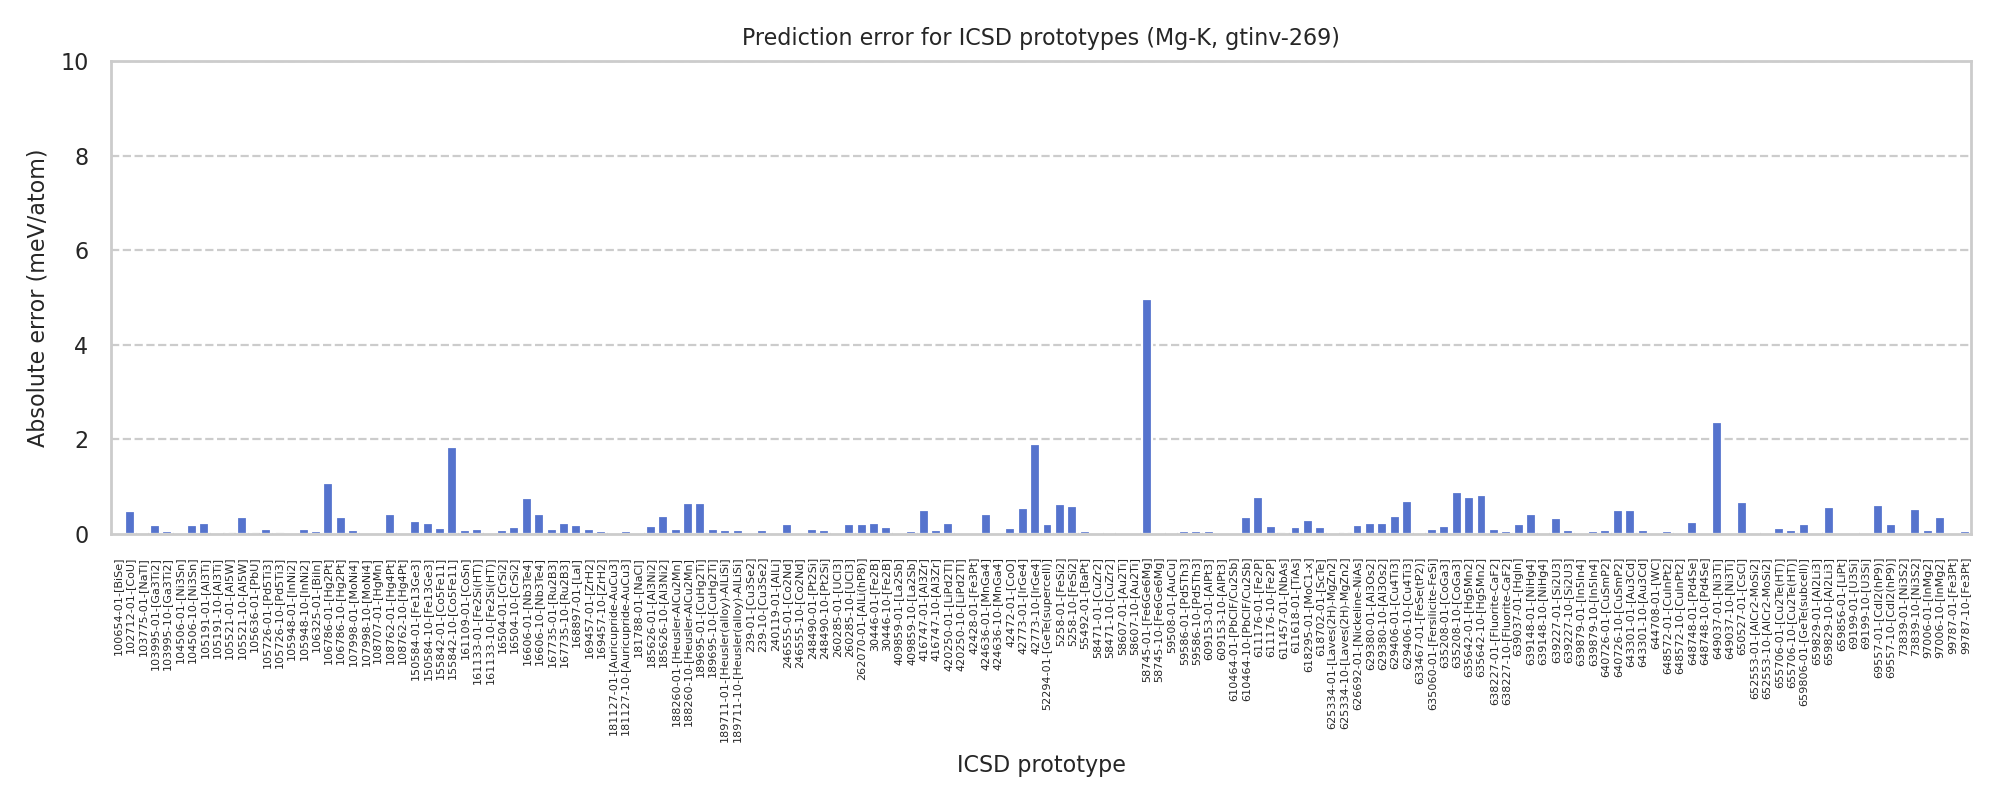 Prediction error for ICSD prototypes (Mg-K, gtinv-269)
Absolute error (meV/atom)
10
8
6
4
2
0
100654-01-[BiSe]
102712-01-[CoU]
103775-01-[NaTl]
103995-01-[Ga3Ti2]
103995-10-[Ga3Ti2]
104506-01-[Ni3Sn]
104506-10-[Ni3Sn]
105191-01-[Al3Ti]
105191-10-[Al3Ti]
105521-01-[Al5W]
105521-10-[Al5W]
105636-01-[PbU]
105726-01-[Pd5Ti3]
105726-10-[Pd5Ti3]
105948-01-[InNi2]
105948-10-[InNi2]
106325-01-[BiIn]
106786-01-[Hg2Pt]
106786-10-[Hg2Pt]
107998-01-[MoNi4]
107998-10-[MoNi4]
108707-01-[HgMn]
108762-01-[Hg4Pt]
108762-10-[Hg4Pt]
150584-01-[Fe13Ge3]
150584-10-[Fe13Ge3]
155842-01-[Co5Fe11]
155842-10-[Co5Fe11]
161109-01-[CoSn]
161133-01-[Fe2Si(HT)]
161133-10-[Fe2Si(HT)]
16504-01-[CrSi2]
16504-10-[CrSi2]
16606-01-[Nb3Te4]
16606-10-[Nb3Te4]
167735-01-[Ru2B3]
167735-10-[Ru2B3]
168897-01-[LaI]
169457-01-[ZrH2]
169457-10-[ZrH2]
181127-01-[Auricupride-AuCu3]
181127-10-[Auricupride-AuCu3]
181788-01-[NaCl]
185626-01-[Al3Ni2]
185626-10-[Al3Ni2]
188260-01-[Heusler-AlCu2Mn]
188260-10-[Heusler-AlCu2Mn]
189695-01-[CuHg2Ti]
189695-10-[CuHg2Ti]
189711-01-[Heusler(alloy)-AlLiSi]
189711-10-[Heusler(alloy)-AlLiSi]
239-01-[Cu3Se2]
239-10-[Cu3Se2]
240119-01-[AlLi]
246555-01-[Co2Nd]
246555-10-[Co2Nd]
248490-01-[Pt2Si]
248490-10-[Pt2Si]
260285-01-[UCl3]
260285-10-[UCl3]
262070-01-[AlLi(hP8)]
30446-01-[Fe2B]
30446-10-[Fe2B]
409859-01-[La2Sb]
409859-10-[La2Sb]
416747-01-[Al3Zr]
416747-10-[Al3Zr]
420250-01-[LiPd2Tl]
420250-10-[LiPd2Tl]
42428-01-[Fe3Pt]
424636-01-[MnGa4]
424636-10-[MnGa4]
42472-01-[CoO]
42773-01-[IrGe4]
42773-10-[IrGe4]
52294-01-[GeTe(supercell)]
5258-01-[FeSi2]
5258-10-[FeSi2]
55492-01-[BaPt]
58471-01-[CuZr2]
58471-10-[CuZr2]
58607-01-[Au2Ti]
58607-10-[Au2Ti]
58745-01-[Fe6Ge6Mg]
58745-10-[Fe6Ge6Mg]
59508-01-[AuCu]
59586-01-[Pd5Th3]
59586-10-[Pd5Th3]
609153-01-[AlPt3]
609153-10-[AlPt3]
610464-01-[PbClF/Cu2Sb]
610464-10-[PbClF/Cu2Sb]
611176-01-[Fe2P]
611176-10-[Fe2P]
611457-01-[NbAs]
611618-01-[TiAs]
618295-01-[MoC1-x]
618702-01-[ScTe]
625334-01-[Laves(2H)-MgZn2]
625334-10-[Laves(2H)-MgZn2]
626692-01-[Nickeline-NiAs]
629380-01-[Al3Os2]
629380-10-[Al3Os2]
629406-01-[Cu4Ti3]
629406-10-[Cu4Ti3]
633467-01-[FeSe(tP2)]
635060-01-[Fersilicite-FeSi]
635208-01-[CoGa3]
635208-10-[CoGa3]
635642-01-[Hg5Mn2]
635642-10-[Hg5Mn2]
638227-01-[Fluorite-CaF2]
638227-10-[Fluorite-CaF2]
639037-01-[HgIn]
639148-01-[NiHg4]
639148-10-[NiHg4]
639227-01-[Si2U3]
639227-10-[Si2U3]
639879-01-[In5In4]
639879-10-[In5In4]
640726-01-[CuSmP2]
640726-10-[CuSmP2]
643301-01-[Au3Cd]
643301-10-[Au3Cd]
644708-01-[WC]
648572-01-[CuInPt2]
648572-10-[CuInPt2]
648748-01-[Pd4Se]
648748-10-[Pd4Se]
649037-01-[Ni3Ti]
649037-10-[Ni3Ti]
650527-01-[CsCl]
652553-01-[AlCr2-MoSi2]
652553-10-[AlCr2-MoSi2]
655706-01-[Cu2Te(HT)]
655706-10-[Cu2Te(HT)]
659806-01-[GeTe(subcell)]
659829-01-[Al2Li3]
659829-10-[Al2Li3]
659856-01-[LiPt]
69199-01-[U3Si]
69199-10-[U3Si]
69557-01-[CdI2(hP9)]
69557-10-[CdI2(hP9)]
73839-01-[Ni3S2]
73839-10-[Ni3S2]
97006-01-[InMg2]
97006-10-[InMg2]
99787-01-[Fe3Pt]
99787-10-[Fe3Pt]
ICSD prototype